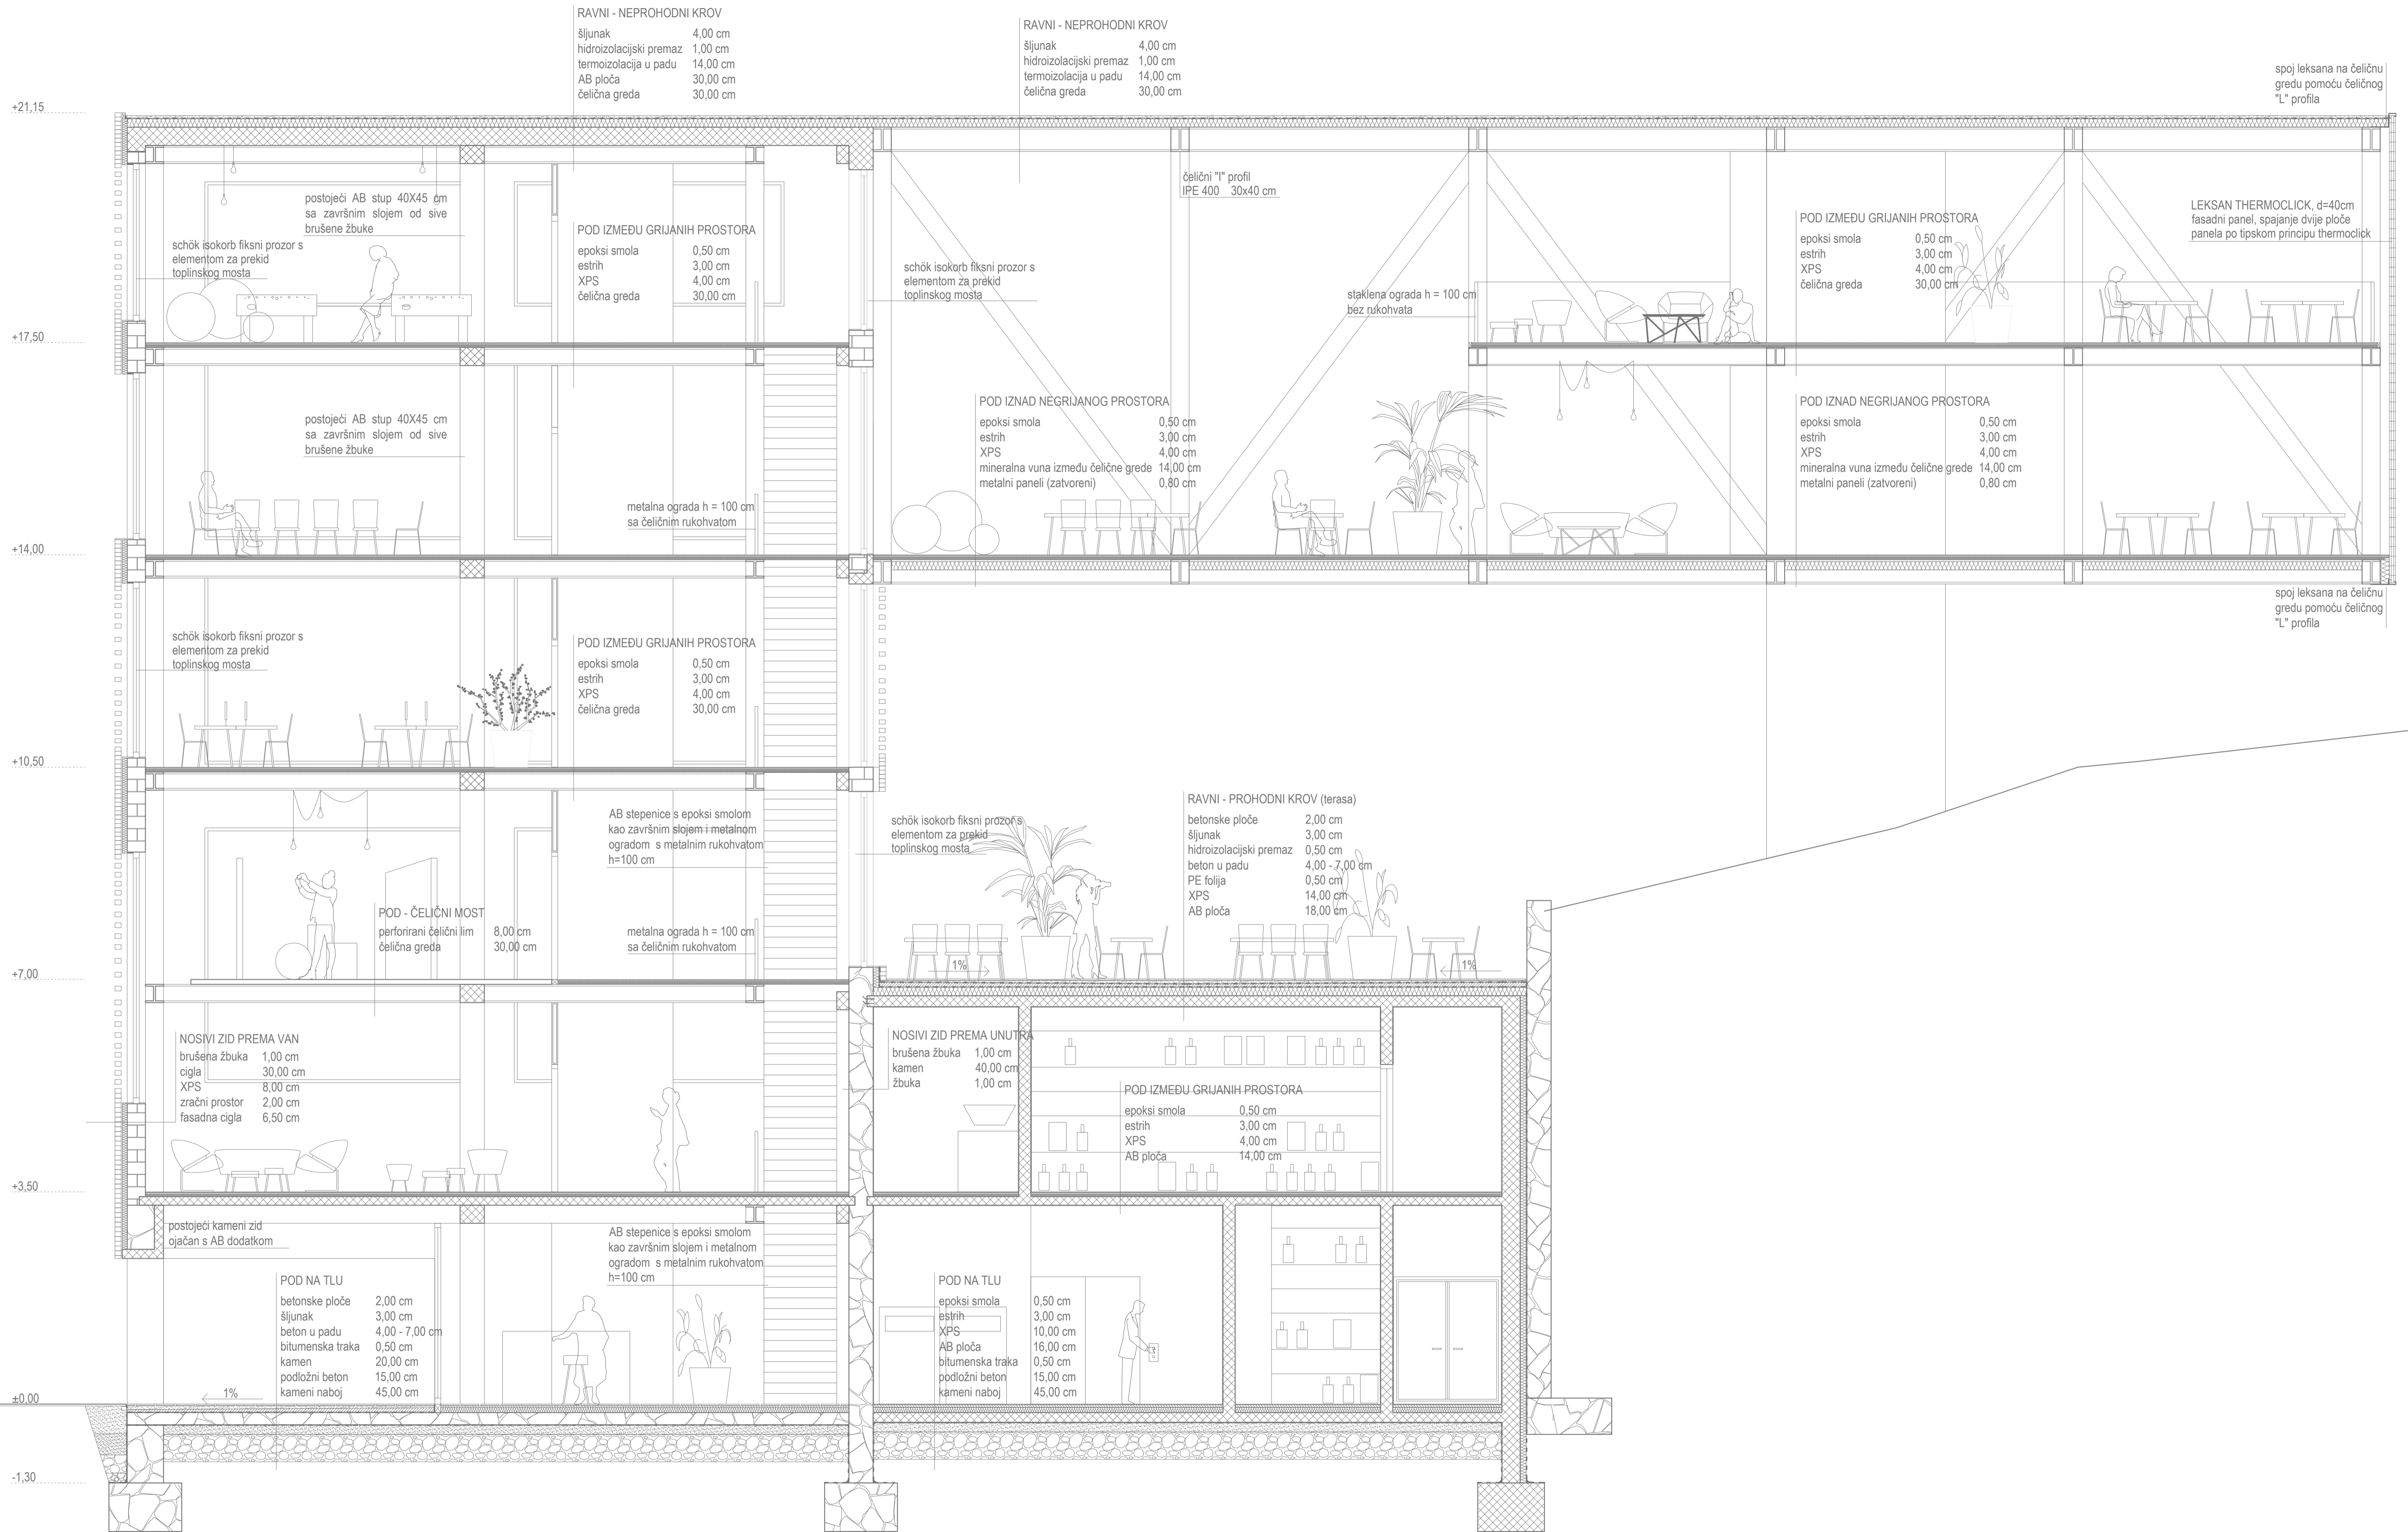 RAVNI - NEPROHODNI KROV
šljunak 4,00 cm
hidroizolacijski premaz 1,00 cm
termoizolacija u padu 14,00 cm
AB ploča 30,00 cm
čelična greda 30,00 cm
RAVNI - NEPROHODNI KROV
šljunak 4,00 cm
hidroizolacijski premaz 1,00 cm
termoizolacija u padu 14,00 cm
čelična greda 30,00 cm
spoj leksana na čeličnu
gredu pomoću čeličnog
"L" profila
+21,15
postojeći AB stup 40X45 cm
sa završnim slojem od sive
brušene žbuke
schök isokorb fiksni prozor s
elementom za prekid
toplinskog mosta
POD IZMEĐU GRIJANIH PROSTORA
epoksi smola 0,50 cm
estrih 3,00 cm
XPS 4,00 cm
čelična greda 30,00 cm
schök isokorb fiksni prozor s
elementom za prekid
toplinskog mosta
čelični "I" profil
IPE 400 30x40 cm
staklena ograda h = 100 cm
bez rukohvata
POD IZMEĐU GRIJANIH PROSTORA
epoksi smola 0,50 cm
estrih 3,00 cm
XPS 4,00 cm
čelična greda 30,00 cm
LEKSAN THERMOCLICK, d=40cm
fasadni panel, spajanje dvije ploče
panela po tipskom principu thermoclick
+17,50
postojeći AB stup 40X45 cm
sa završnim slojem od sive
brušene žbuke
metalna ograda h = 100 cm
sa čeličnim rukohvatom
POD IZNAD NEGRIJANOG PROSTORA
epoksi smola 0,50 cm
estrih 3,00 cm
XPS 4,00 cm
mineralna vuna između čelične grede 14,00 cm
metalni paneli (zatvoreni) 0,80 cm
POD IZNAD NEGRIJANOG PROSTORA
epoksi smola 0,50 cm
estrih 3,00 cm
XPS 4,00 cm
mineralna vuna između čelične grede 14,00 cm
metalni paneli (zatvoreni) 0,80 cm
+14,00
schök isokorb fiksni prozor s
elementom za prekid
toplinskog mosta
POD IZMEĐU GRIJANIH PROSTORA
epoksi smola 0,50 cm
estrih 3,00 cm
XPS 4,00 cm
čelična greda 30,00 cm
spoj leksana na čeličnu
gredu pomoću čeličnog
"L" profila
+10,50
AB stepenice s epoksi smolom
kao završnim slojem i metalnom
ogradom s metalnim rukohvatom
h=100 cm
schök isokorb fiksni prozor s
elementom za prekid
toplinskog mosta
RAVNI - PROHODNI KROV (terasa)
betonske ploče 2,00 cm
šljunak 3,00 cm
hidroizolacijski premaz 0,50 cm
beton u padu 4,00 - 7,00 cm
PE folija 0,50 cm
XPS 14,00 cm
AB ploča 18,00 cm
POD - ČELIČNI MOST
perforirani čelični lim 8,00 cm
čelična greda 30,00 cm
metalna ograda h = 100 cm
sa čeličnim rukohvatom
1%
1%
+7,00
NOSIVI ZID PREMA VAN
brušena žbuka 1,00 cm
cigla 30,00 cm
XPS 8,00 cm
zračni prostor 2,00 cm
fasadna cigla 6,50 cm
NOSIVI ZID PREMA UNUTRA
brušena žbuka 1,00 cm
kamen 40,00 cm
žbuka 1,00 cm
POD IZMEĐU GRIJANIH PROSTORA
epoksi smola 0,50 cm
estrih 3,00 cm
XPS 4,00 cm
AB ploča 14,00 cm
+3,50
postojeći kameni zid
ojačan s AB dodatkom
AB stepenice s epoksi smolom
kao završnim slojem i metalnom
ogradom s metalnim rukohvatom
h=100 cm
POD NA TLU
betonske ploče 2,00 cm
šljunak 3,00 cm
beton u padu 4,00 - 7,00 cm
bitumenska traka 0,50 cm
kamen 20,00 cm
podložni beton 15,00 cm
kameni naboj 45,00 cm
POD NA TLU
epoksi smola 0,50 cm
estrih 3,00 cm
XPS 10,00 cm
AB ploča 16,00 cm
bitumenska traka 0,50 cm
podložni beton 15,00 cm
kameni naboj 45,00 cm
1%
±0,00
-1,30